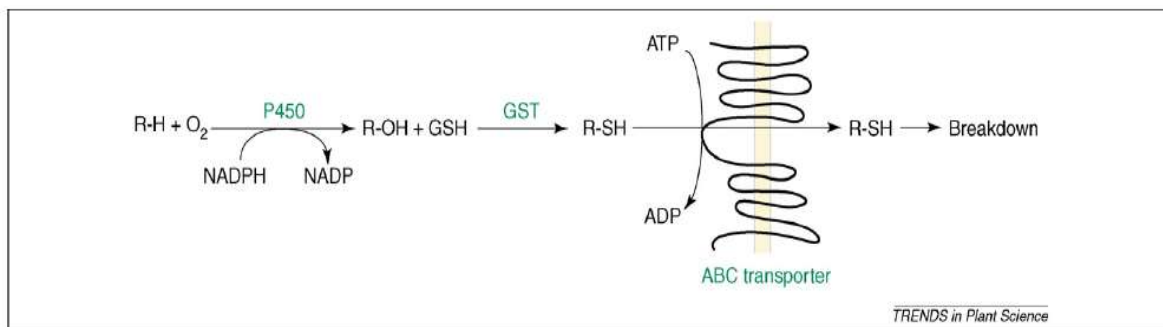 ATP
P450
GST
R-H + O₂
R-OH + GSH
R-SH
R-SH
Breakdown
NADPH
NADP
ADP
ABC transporter
TRENDS in Plant Science